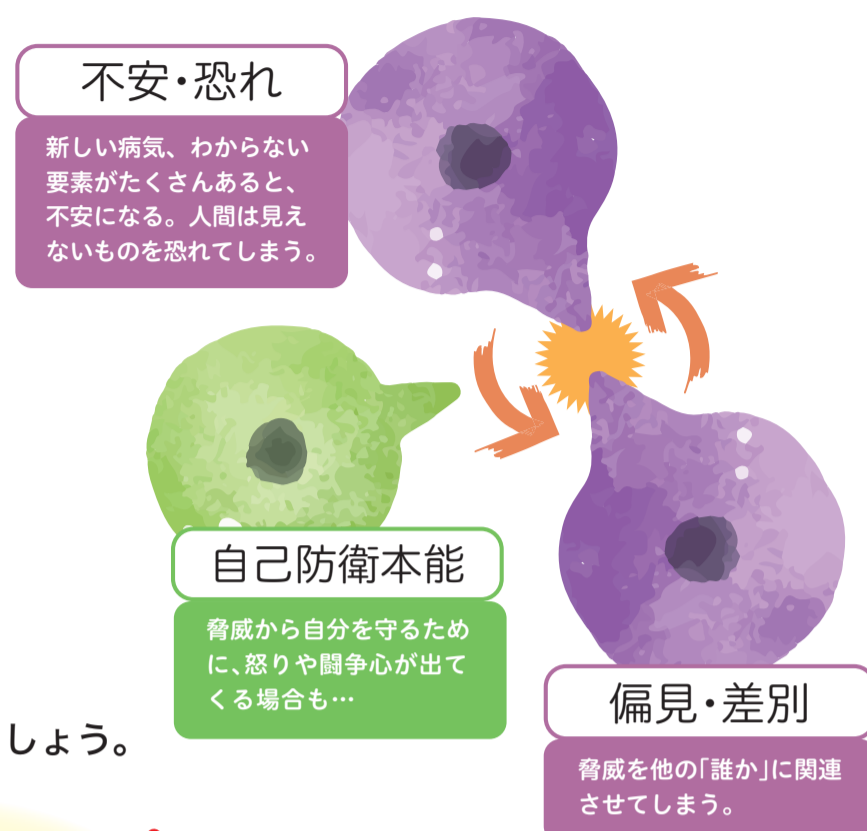 不安・恐れ
新しい病気、わからない
要素がたくさんあると、
不安になる。人間は見え
ないものを恐れてしまう。
自己防衛本能
脅威から自分を守るため
に、怒りや闘争心が出て
くる場合も…
しょう。
偏見・差別
脅威を他の「誰か」に関連
させてしまう。